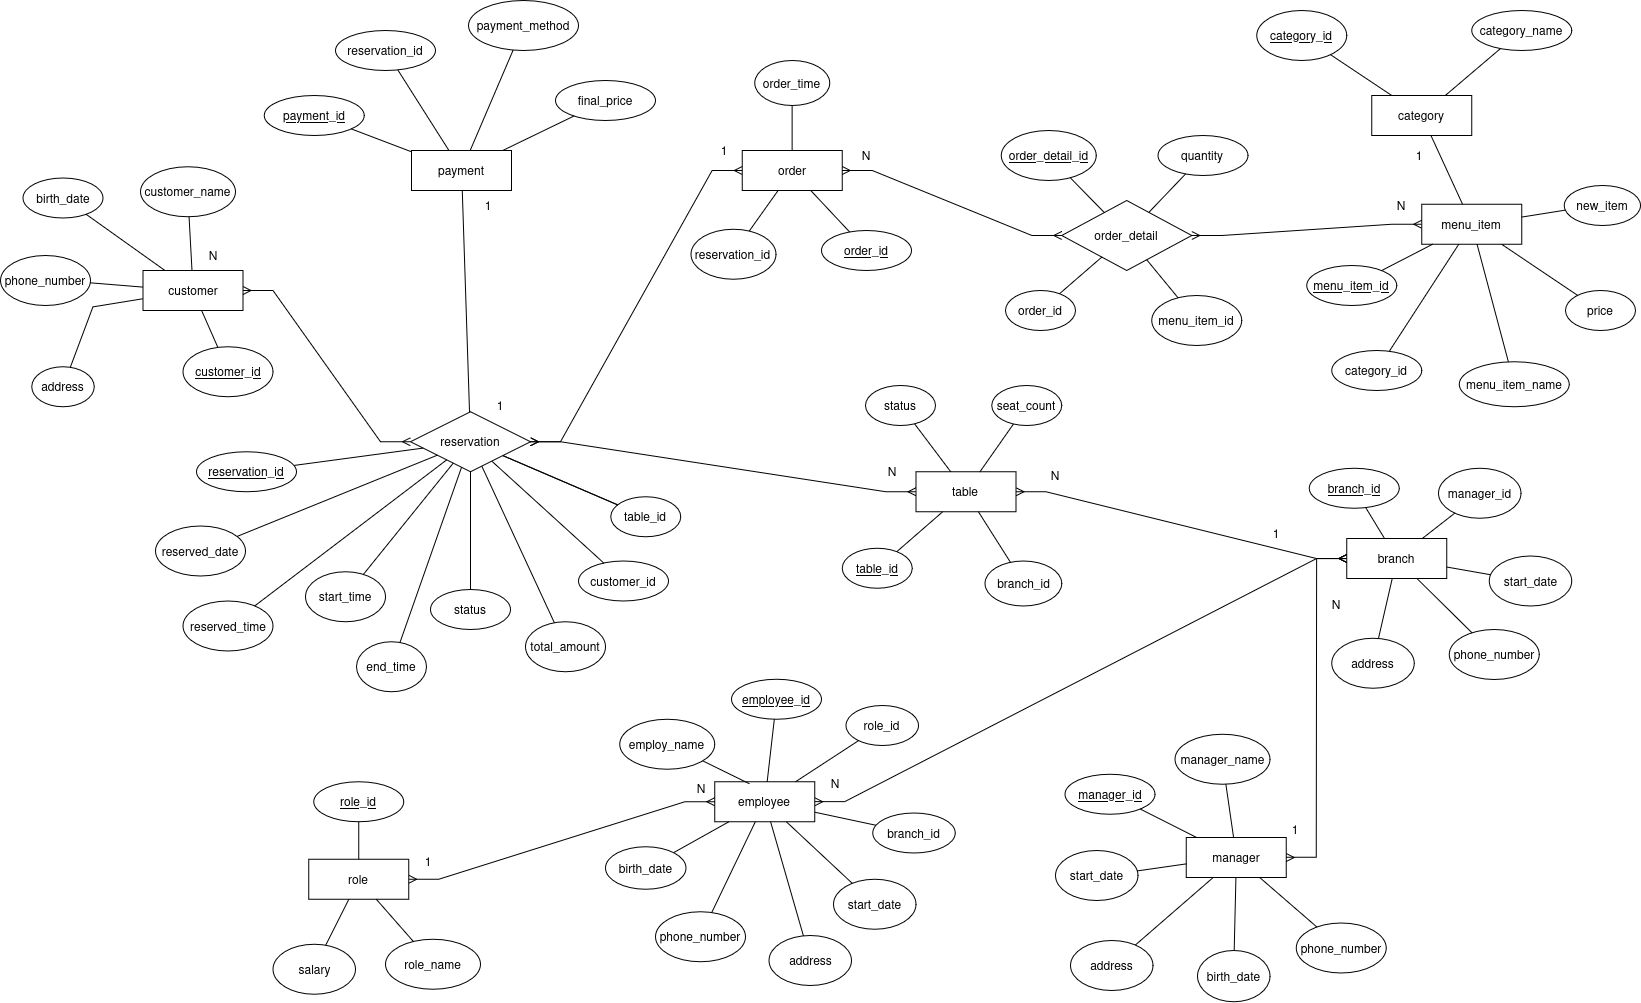 payment_method
reservation_id
final_price
payment_id
payment
1
customer_name
birth_date
N
phone_number
customer
address
customer_id
order_time
1
order
N
reservation_id
order_id
order_detail_id
quantity
order_detail
order_id
menu_item_id
category_id
category_name
category
1
N
menu_item
new_item
menu_item_id
price
category_id
menu_item_name
1
reservation
reservation_id
table_id
reserved_date
customer_id
start_time
status
reserved_time
total_amount
end_time
status
seat_count
N
table
N
table_id
branch_id
branch_id
manager_id
1
branch
start_date
N
address
phone_number
employee_id
role_id
employ_name
N
employee
N
branch_id
birth_date
start_date
phone_number
address
role_id
1
role
salary
role_name
manager_name
manager_id
1
manager
start_date
address
birth_date
phone_number